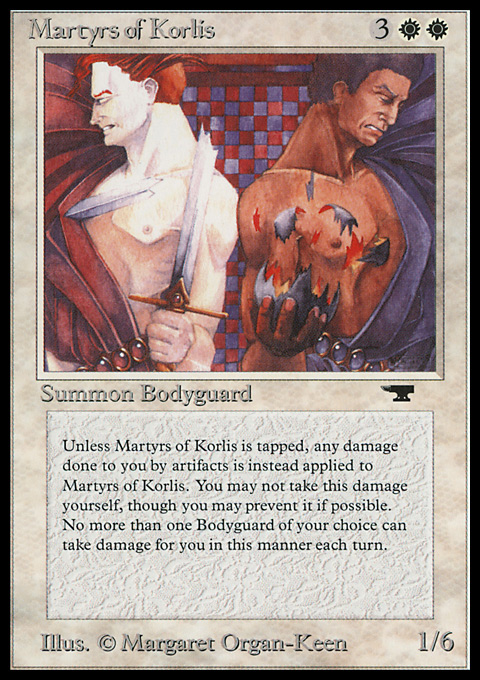 Martyrs of Korlis 3
Summon Bodyguard
Unless Martyrs of Korlis is tapped, any damage
done to you by artifacts is instead applied to
Martyrs of Korlis. You may not take this damage
yourself, though you may prevent it if possible.
No more than one Bodyguard of your choice can
take damage for you in this manner each turn.
Illus. © Margaret Organ-Keen 1/6